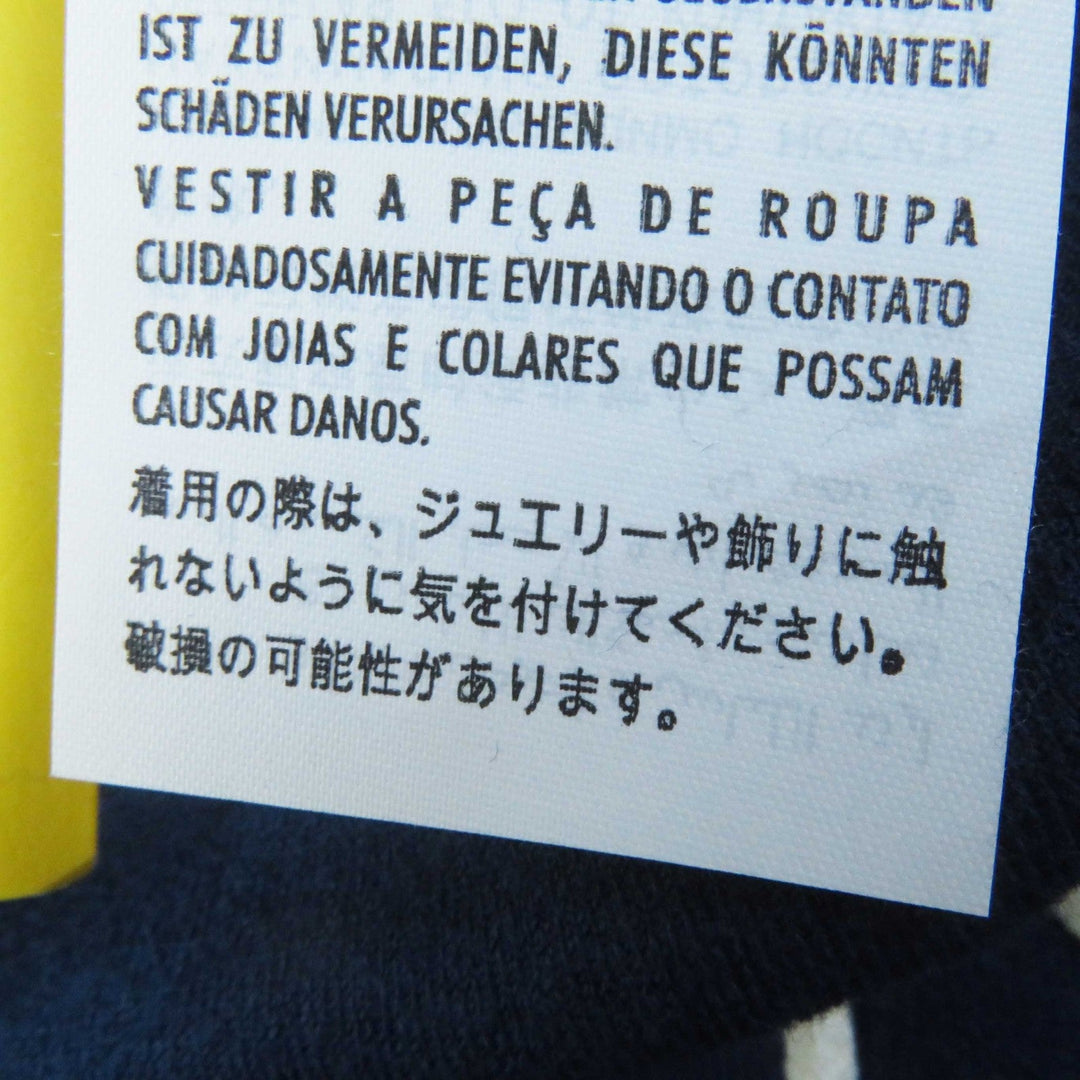 IST ZU VERMEIDEN, DIESE KÖNNTEN
SCHÄDEN VERURSACHEN.
VESTIR A PEÇA DE ROUPA
CUIDADOSAMENTE EVITANDO O CONTATO
COM JOIAS E COLARES QUE POSSAM
CAUSAR DANOS.
着用の際は、ジュエリーや飾りに触
れないように気を付けてください。
破損の可能性があります。